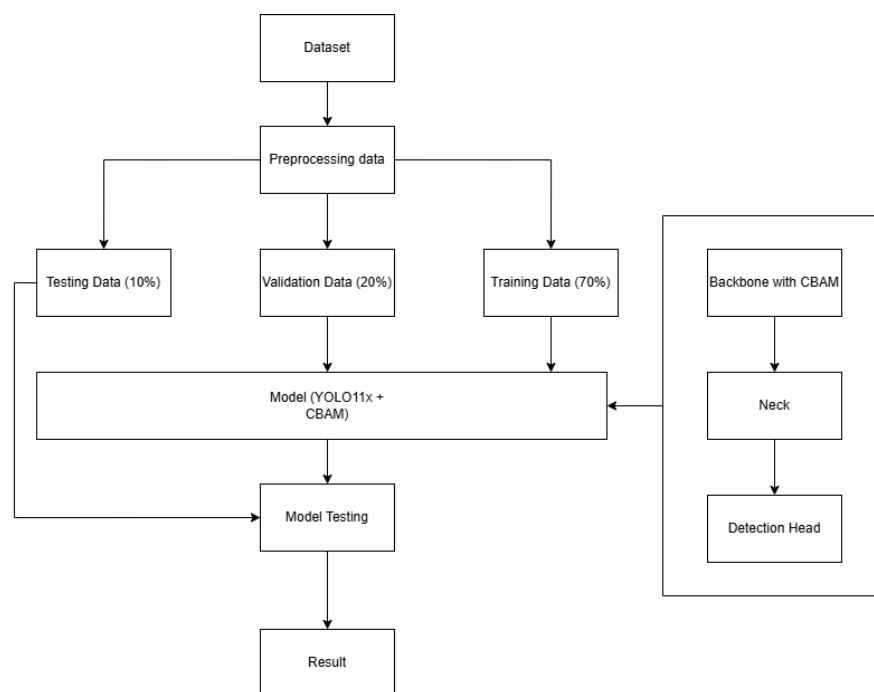 Dataset
Preprocessing data
Testing Data (10%)
Validation Data (20%)
Training Data (70%)
Backbone with CBAM
Model (YOLO11x +
CBAM)
Neck
Model Testing
Detection Head
Result